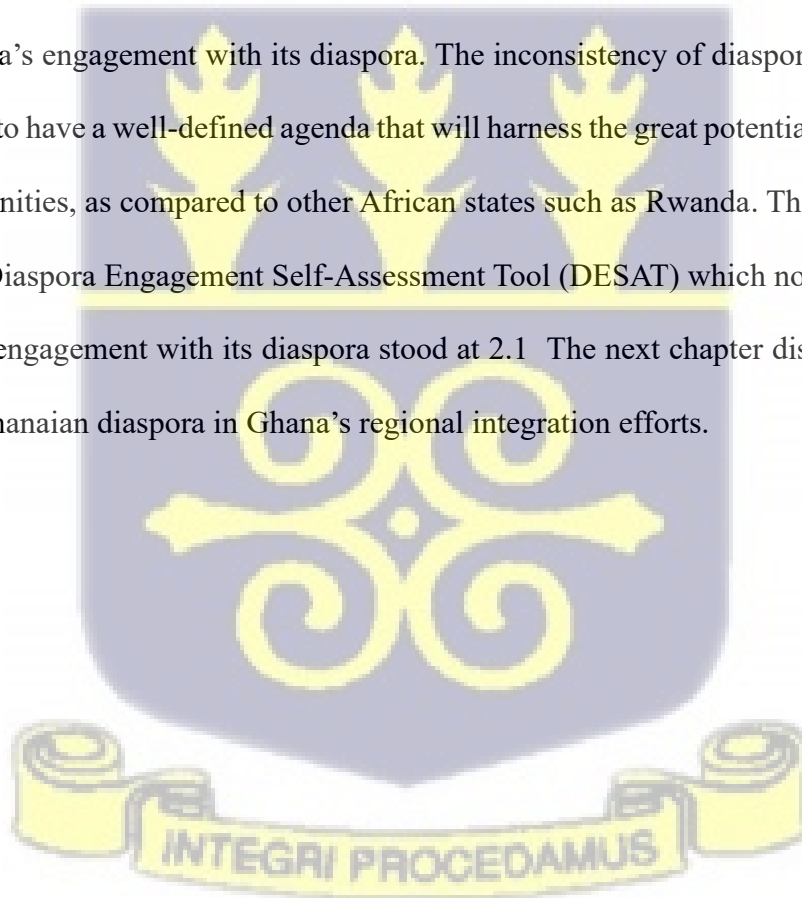 a’s engagement with its diaspora. The inconsistency of diaspor
to have a well-defined agenda that will harness the great potentia
nities, as compared to other African states such as Rwanda. Th
Diaspora Engagement Self-Assessment Tool (DESAT) which no
engagement with its diaspora stood at 2.1 The next chapter dis
hanaian diaspora in Ghana’s regional integration efforts.
INTEGRI PROCEDAMUS